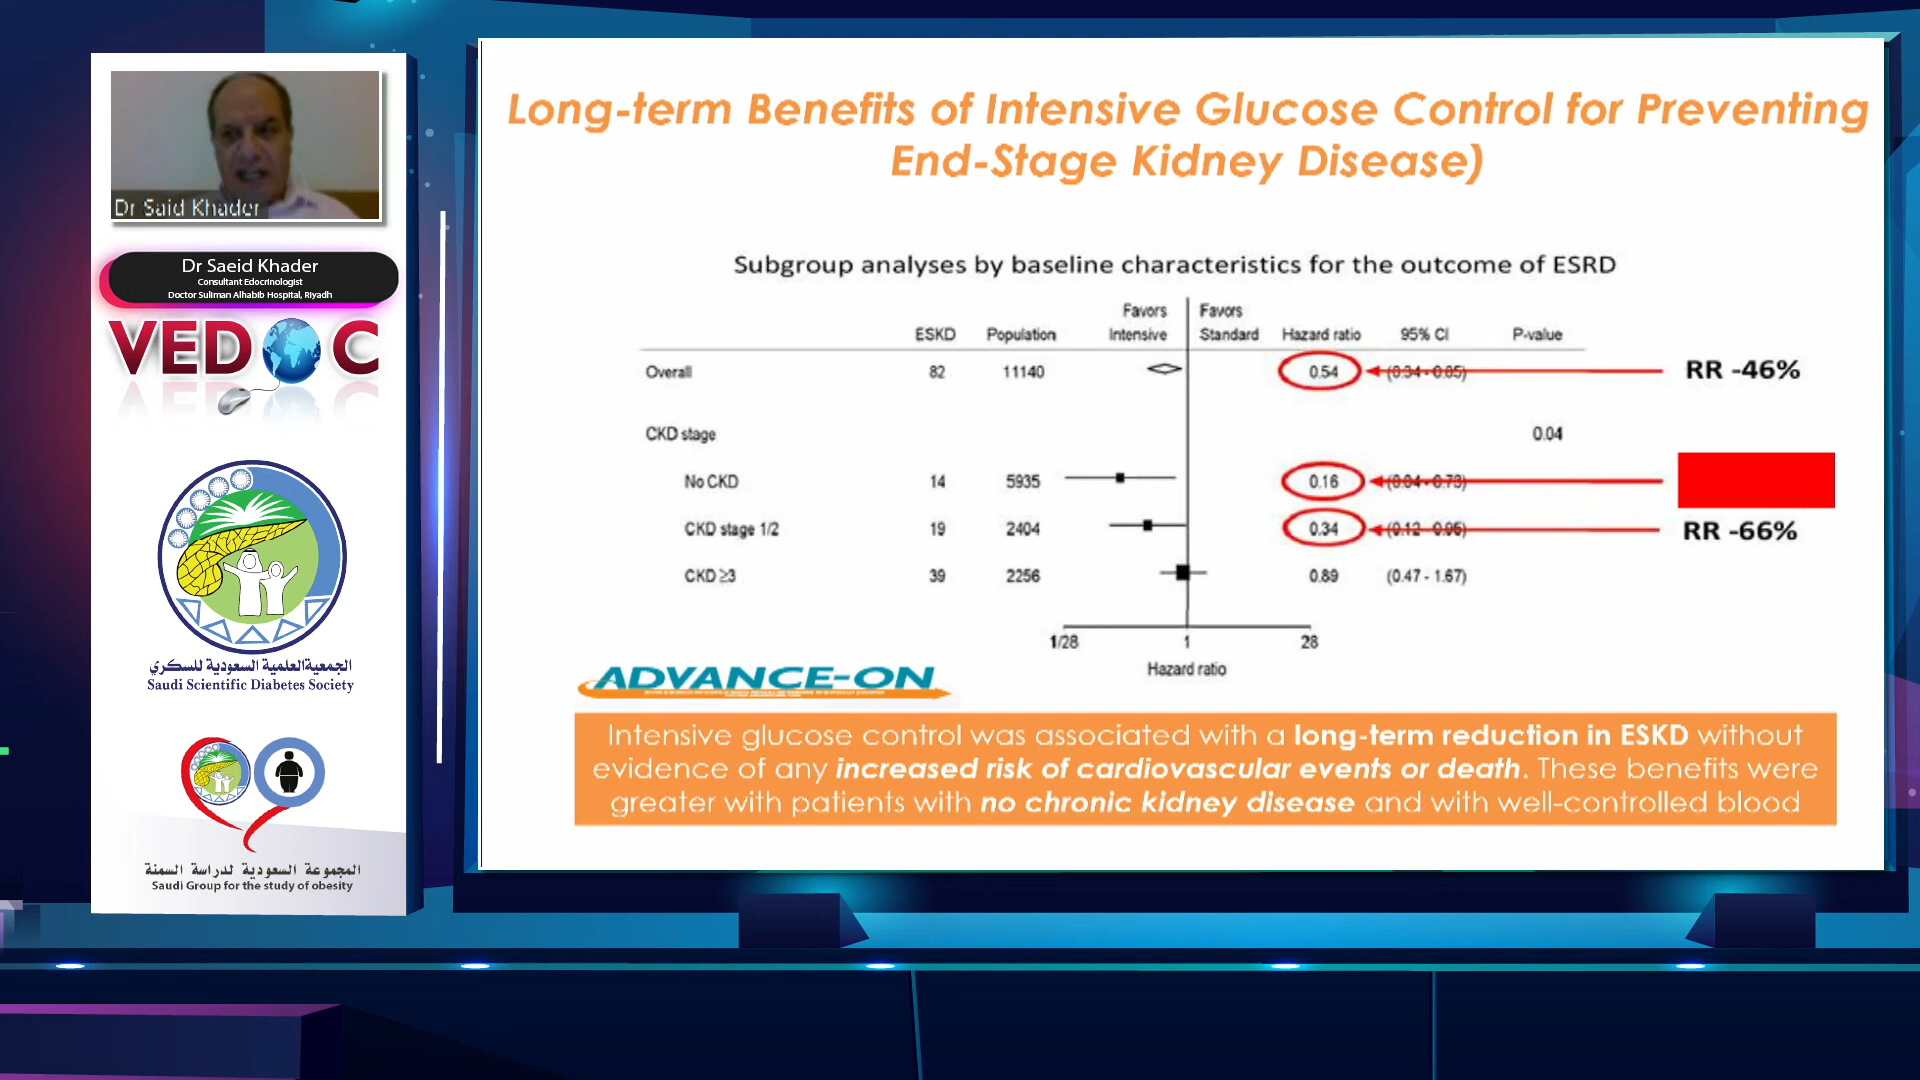 Dr Said Khader
Dr Saeid Khader
Consultant Edocrinologist
Doctor Suliman Alhabib Hospital, Riyadh
VEDOC
الجمعية العلمية السعودية للسكري
Saudi Scientific Diabetes Society
المجموعة السعودية لدراسة السمنة
Saudi Group for the study of obesity
Long-term Benefits of Intensive Glucose Control for Preventing
End-Stage Kidney Disease)
Subgroup analyses by baseline characteristics for the outcome of ESRD
Favors Favors
ESKD Population Intensive Standard Hazard ratio 95% CI P-value
Overall 82 11140 0.54 (0.34 - 0.85) RR -46%
CKD stage 0.04
No CKD 14 5935 0.16 (0.04 - 0.73)
CKD stage 1/2 19 2404 0.34 (0.12 - 0.95) RR -66%
CKD ≥3 39 2256 0.89 (0.47 - 1.67)
1/28 1 28
Hazard ratio
ADVANCE-ON
Intensive glucose control was associated with a long-term reduction in ESKD without
evidence of any increased risk of cardiovascular events or death. These benefits were
greater with patients with no chronic kidney disease and with well-controlled blood